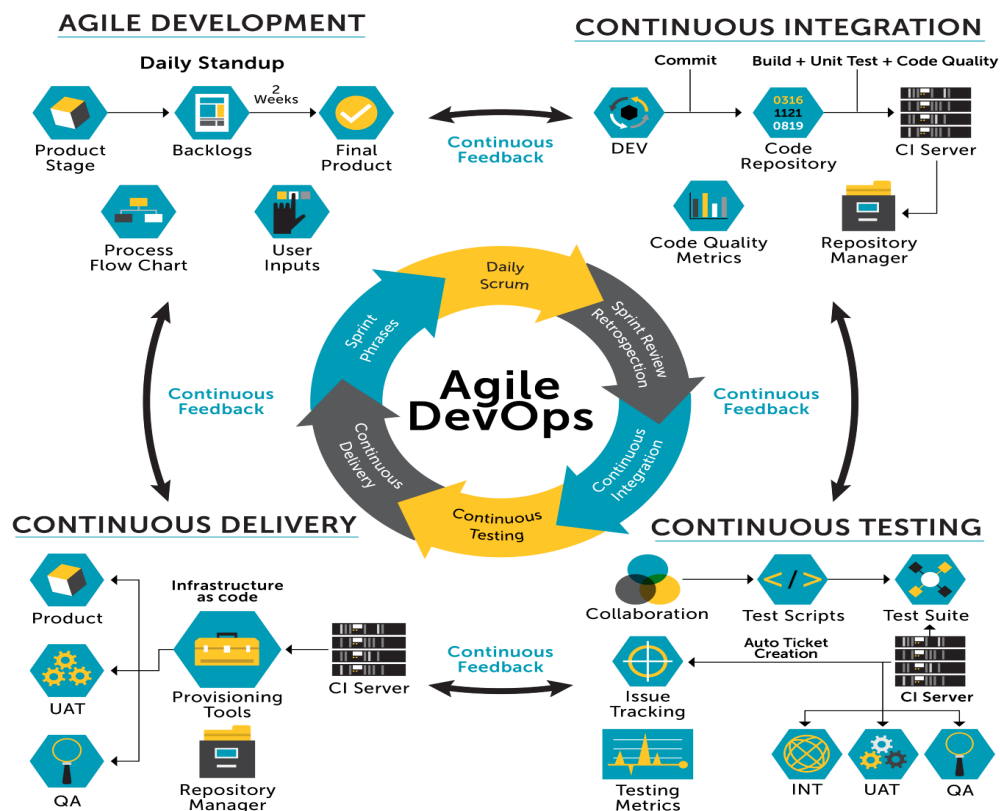 AGILE DEVELOPMENT
Daily Standup
2
Weeks
Product
Stage
Backlogs
Final
Product
Process
Flow Chart
User
Inputs
Continuous
Feedback
CONTINUOUS INTEGRATION
Commit
Build + Unit Test + Code Quality
0316
1121
0819
DEV
Code
Repository
CI Server
Code Quality
Metrics
Repository
Manager
Daily
Scrum
Sprint Review
Retrospection
Continuous
Integration
Continuous
Testing
Continuous
Delivery
Sprint
Phrases
Agile
DevOps
Continuous
Feedback
Continuous
Feedback
CONTINUOUS DELIVERY
Product
Infrastructure
as code
UAT
Provisioning
Tools
CI Server
QA
Repository
Manager
Continuous
Feedback
CONTINUOUS TESTING
Collaboration
< / >
Test Scripts
Test Suite
Auto Ticket
Creation
Issue
Tracking
CI Server
Testing
Metrics
INT
UAT
QA